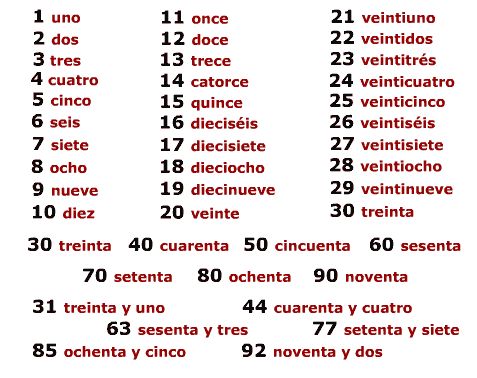 1 uno 11 once 21 veintiuno
2 dos 12 doce 22 veintidos
3 tres 13 trece 23 veintitrés
4 cuatro 14 catorce 24 veinticuatro
5 cinco 15 quince 25 veinticinco
6 seis 16 dieciséis 26 veintiséis
7 siete 17 diecisiete 27 veintisiete
8 ocho 18 dieciocho 28 veintiocho
9 nueve 19 diecinueve 29 veintinueve
10 diez 20 veinte 30 treinta
30 treinta 40 cuarenta 50 cincuenta 60 sesenta
70 setenta 80 ochenta 90 noventa
31 treinta y uno 44 cuarenta y cuatro
63 sesenta y tres 77 setenta y siete
85 ochenta y cinco 92 noventa y dos